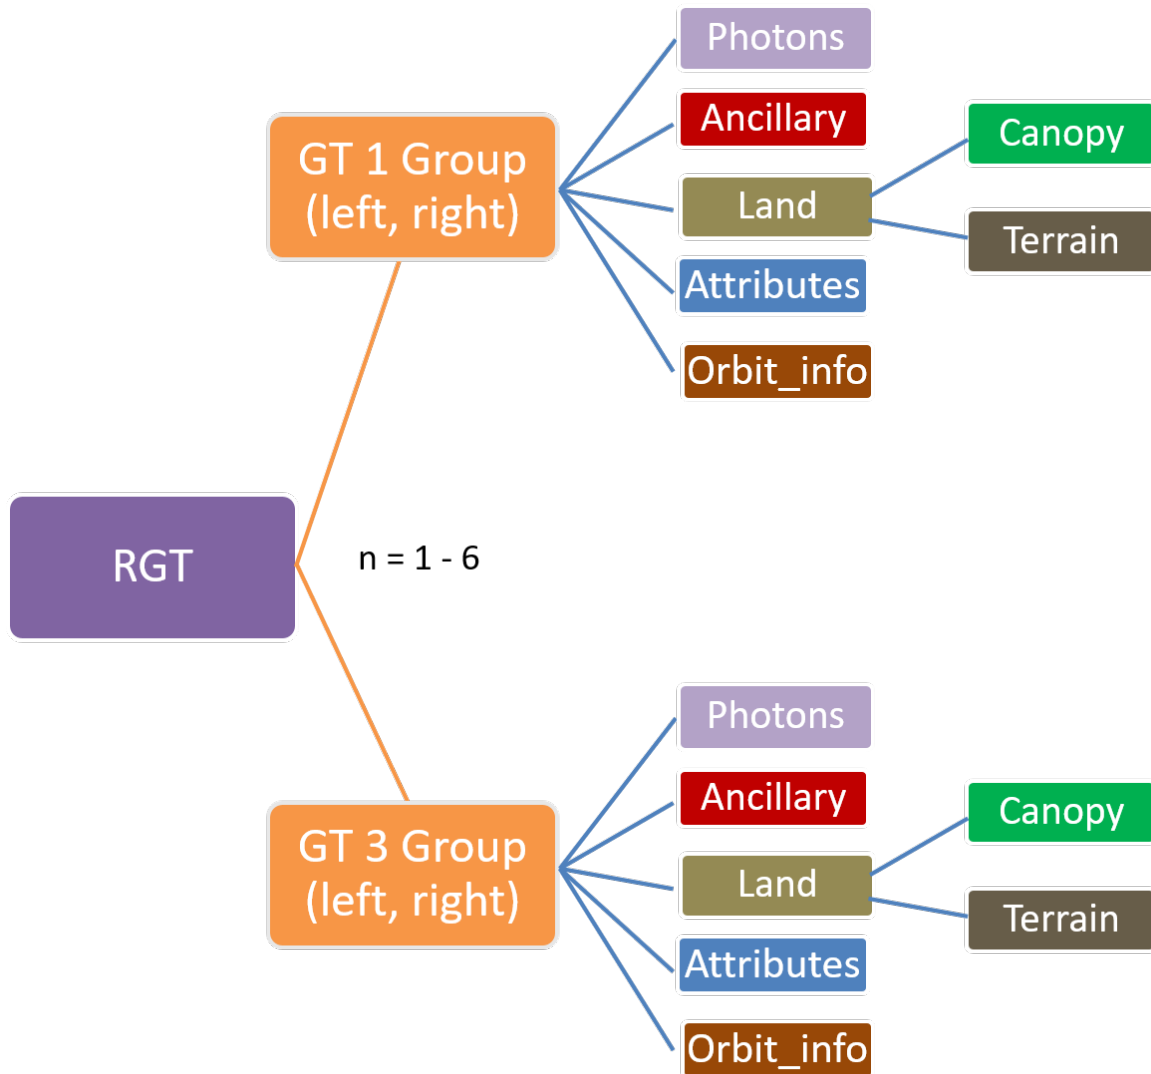 Photons
Ancillary
Canopy
GT 1 Group
(left, right)
Land
Terrain
Attributes
Orbit_info
RGT
n = 1 - 6
Photons
Ancillary
Canopy
GT 3 Group
(left, right)
Land
Terrain
Attributes
Orbit_info